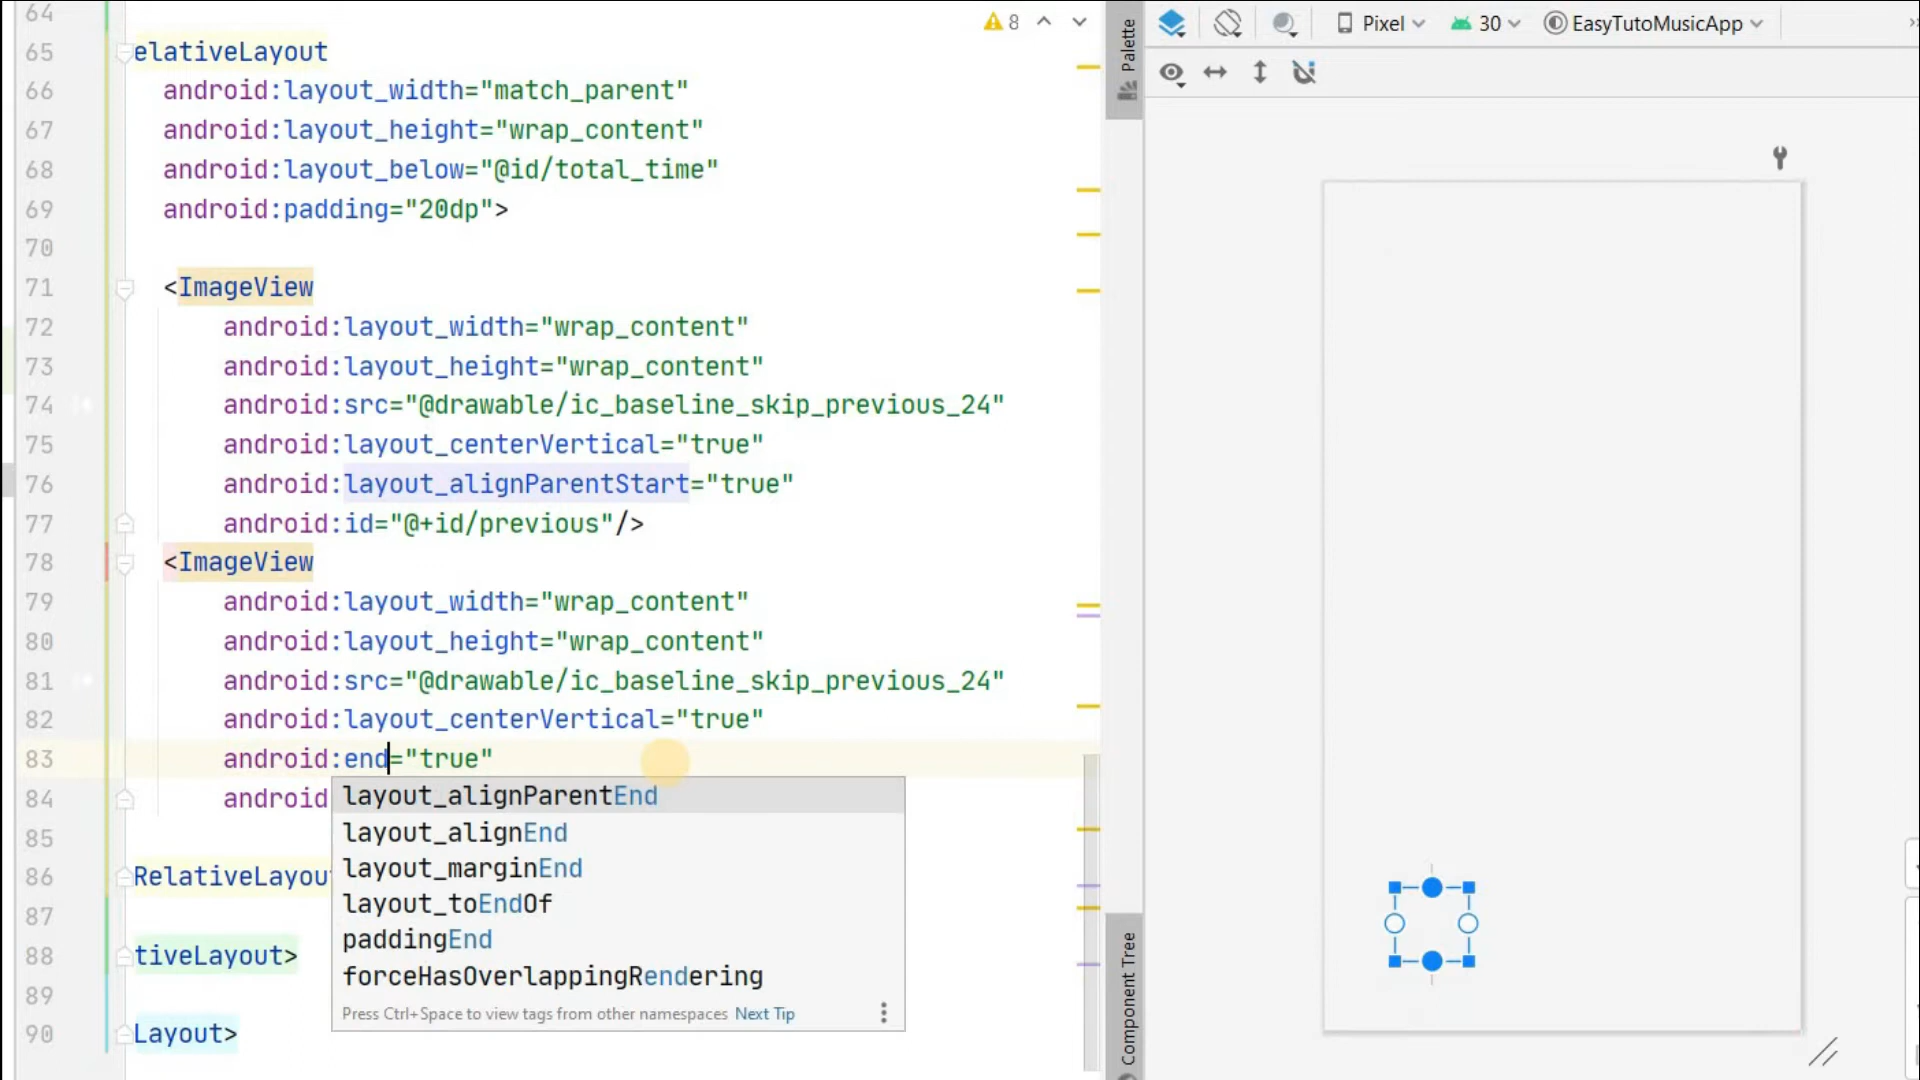 64
65 elativeLayout
66 android:layout_width="match_parent"
67 android:layout_height="wrap_content"
68 android:layout_below="@id/total_time"
69 android:padding="20dp">
70
71 <ImageView
72 android:layout_width="wrap_content"
73 android:layout_height="wrap_content"
74 android:src="@drawable/ic_baseline_skip_previous_24"
75 android:layout_centerVertical="true"
76 android:layout_alignParentStart="true"
77 android:id="@+id/previous"/>
78 <ImageView
79 android:layout_width="wrap_content"
80 android:layout_height="wrap_content"
81 android:src="@drawable/ic_baseline_skip_previous_24"
82 android:layout_centerVertical="true"
83 android:end="true"
84 android
85
86 RelativeLayou
87
88 tiveLayout>
89
90 Layout>
layout_alignParentEnd
layout_alignEnd
layout_marginEnd
layout_toEndOf
paddingEnd
forceHasOverlappingRendering
Press Ctrl+Space to view tags from other namespaces Next Tip
8
Palette
Pixel 30 EasyTutoMusicApp
Component Tree